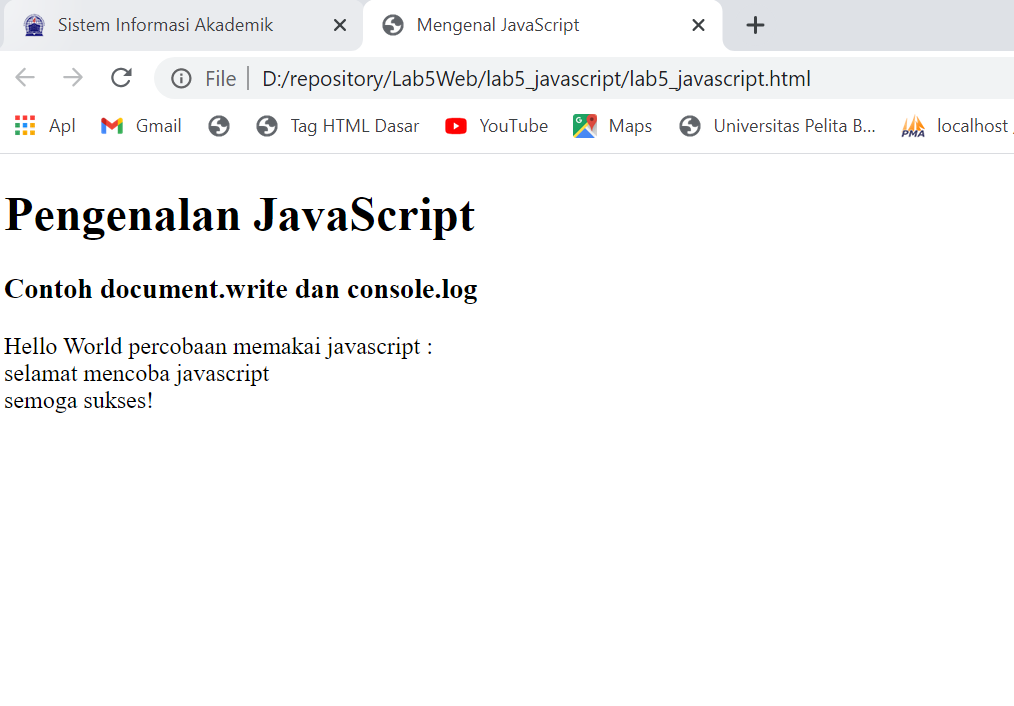 Sistem Informasi Akademik
Mengenal JavaScript
File
D:/repository/Lab5Web/lab5_javascript/lab5_javascript.html
Apl
Gmail
Tag HTML Dasar
YouTube
Maps
Universitas Pelita B...
PMA
localhost
Pengenalan JavaScript
Contoh document.write dan console.log
Hello World percobaan memakai javascript :
selamat mencoba javascript
semoga sukses!